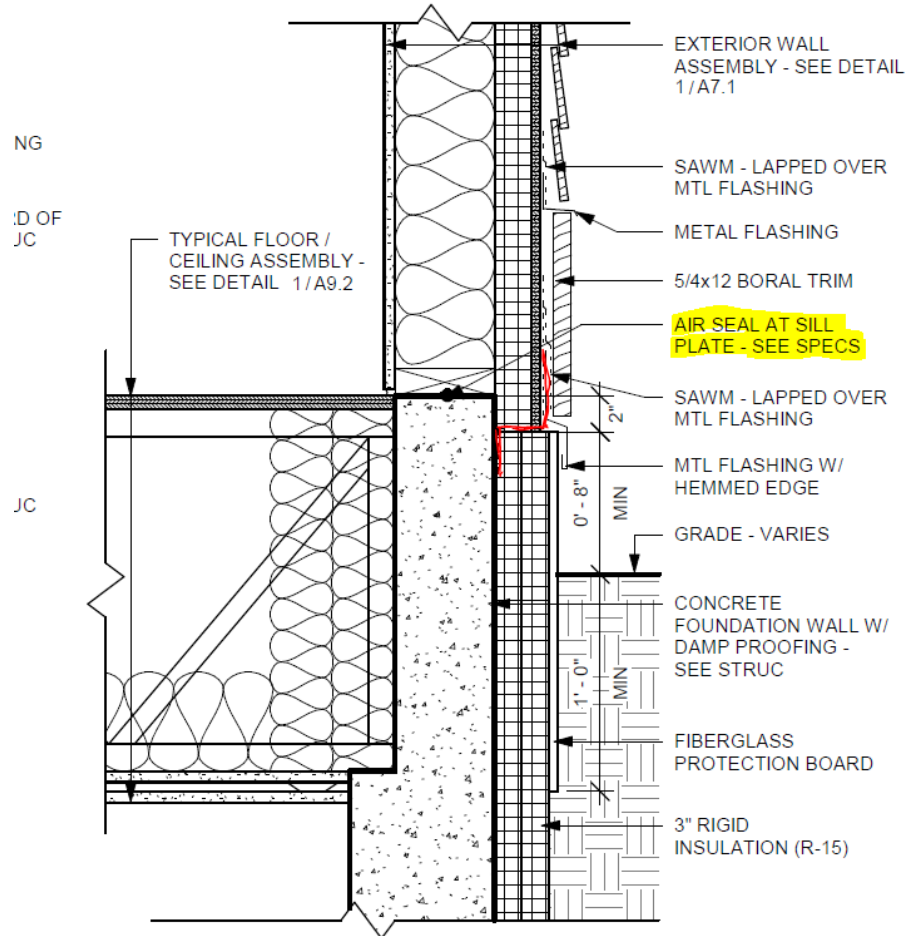 NG
RD OF
UC
TYPICAL FLOOR /
CEILING ASSEMBLY -
SEE DETAIL 1/A9.2
UC
EXTERIOR WALL
ASSEMBLY - SEE DETAIL
1/A7.1
SAWM - LAPPED OVER
MTL FLASHING
METAL FLASHING
5/4x12 BORAL TRIM
AIR SEAL AT SILL
PLATE - SEE SPECS
SAWM - LAPPED OVER
MTL FLASHING
2"
MTL FLASHING W/
HEMMED EDGE
0' - 8"
MIN
GRADE - VARIES
CONCRETE
FOUNDATION WALL W/
DAMP PROOFING -
SEE STRUC
1' - 0"
MIN
FIBERGLASS
PROTECTION BOARD
3" RIGID
INSULATION (R-15)